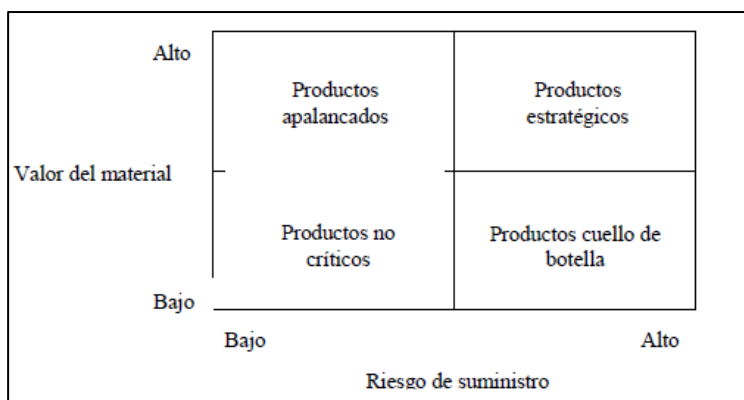 Alto
Productos
apalancados
Productos
estratégicos
Valor del material
Productos no
críticos
Productos cuello de
botella
Bajo
Bajo
Alto
Riesgo de suministro